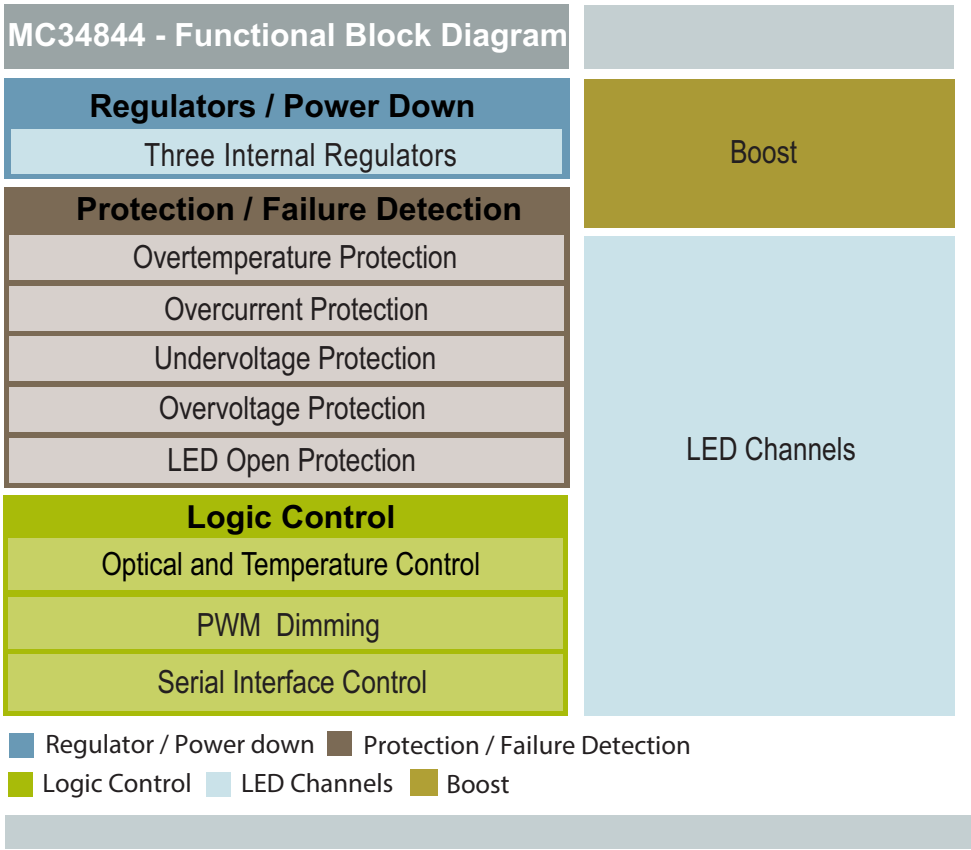 MC34844 - Functional Block Diagram
Regulators / Power Down
Three Internal Regulators
Protection / Failure Detection
Overtemperature Protection
Overcurrent Protection
Undervoltage Protection
Overvoltage Protection
LED Open Protection
Logic Control
Optical and Temperature Control
PWM Dimming
Serial Interface Control
Boost
LED Channels
Regulator / Power down
Protection / Failure Detection
Logic Control
LED Channels
Boost